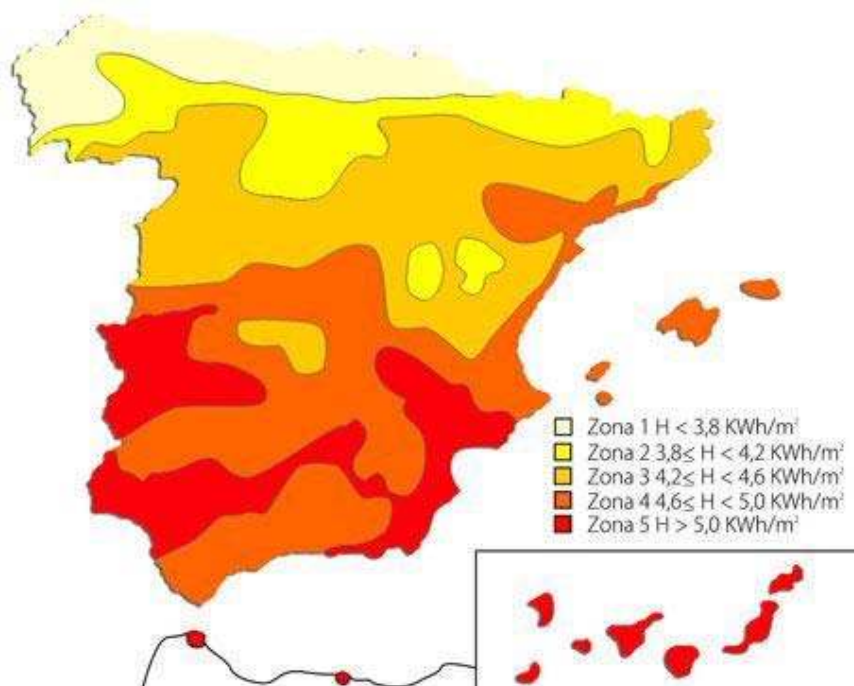 Zona 1 H < 3,8 KWh/m²
Zona 2 3,8≤ H < 4,2 KWh/m²
Zona 3 4,2≤ H < 4,6 KWh/m²
Zona 4 4,6≤ H < 5,0 KWh/m²
Zona 5 H > 5,0 KWh/m²